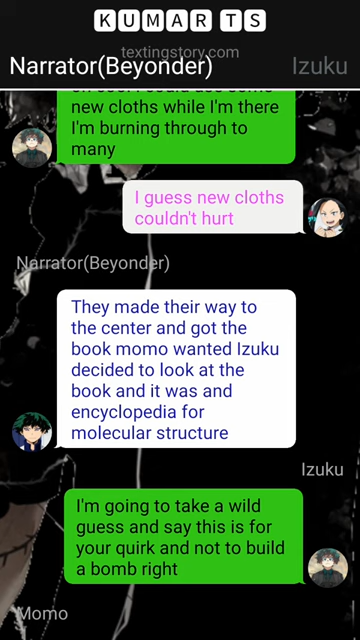 KUMAR TS
textingstory.com
Narrator(Beyonder) Izuku
new cloths while I'm there
I'm burning through to
many
I guess new cloths
couldn't hurt
Narrator(Beyonder)
They made their way to
the center and got the
book momo wanted Izuku
decided to look at the
book and it was and
encyclopedia for
molecular structure
Izuku
I'm going to take a wild
guess and say this is for
your quirk and not to build
a bomb right
Momo